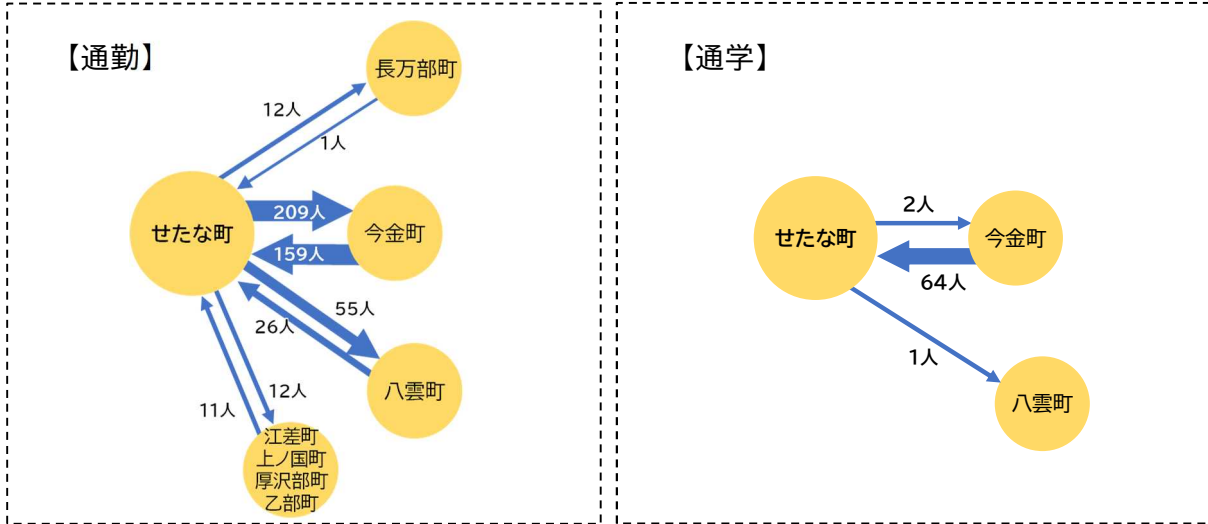 【通勤】
長万部町
12人
1人
せたな町
209人
今金町
159人
55人
26人
八雲町
12人
11人
江差町
上ノ国町
厚沢部町
乙部町
【通学】
せたな町
2人
今金町
64人
1人
八雲町